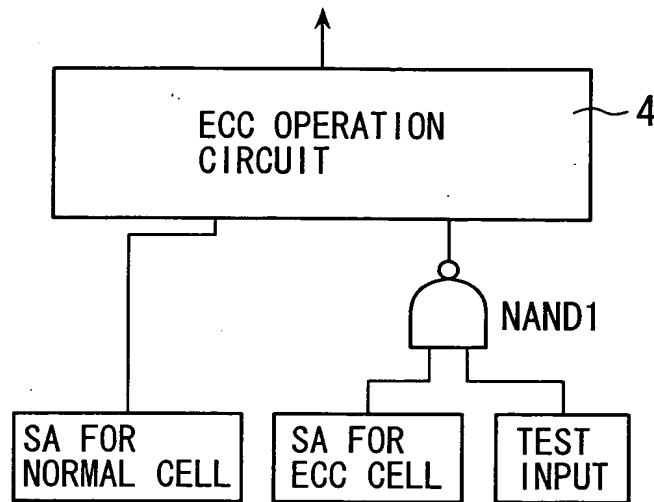 ECC OPERATION
CIRCUIT
4
NAND1
SA FOR
NORMAL CELL
SA FOR
ECC CELL
TEST
INPUT